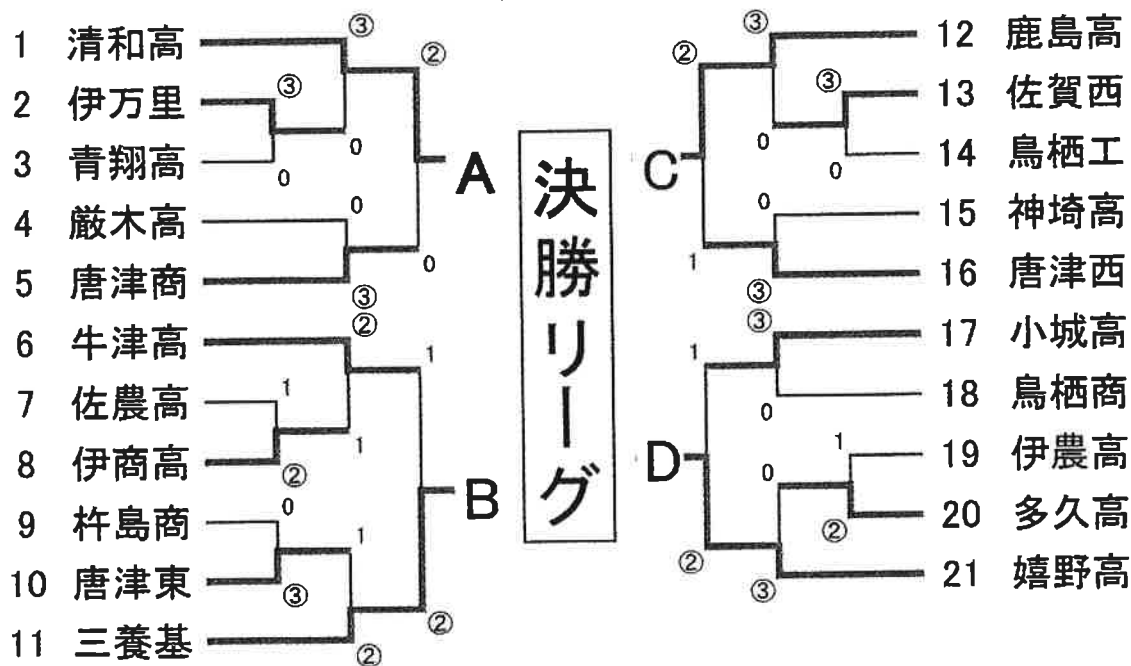 1 清和高
2 伊万里
3 青翔高
4 厳木高
5 唐津商
6 牛津高
7 佐農高
8 伊商高
9 杵島商
10 唐津東
11 三養基
③
③
0
0
②
0
③
0
A
②
1
②
1
1
0
③
1
②
②
B
決勝リーグ
C
②
③
③
0
0
0
③
1
D
1
③
0
0
1
②
③
②
12 鹿島高
13 佐賀西
14 鳥栖工
15 神埼高
16 唐津西
17 小城高
18 鳥栖商
19 伊農高
20 多久高
21 嬉野高